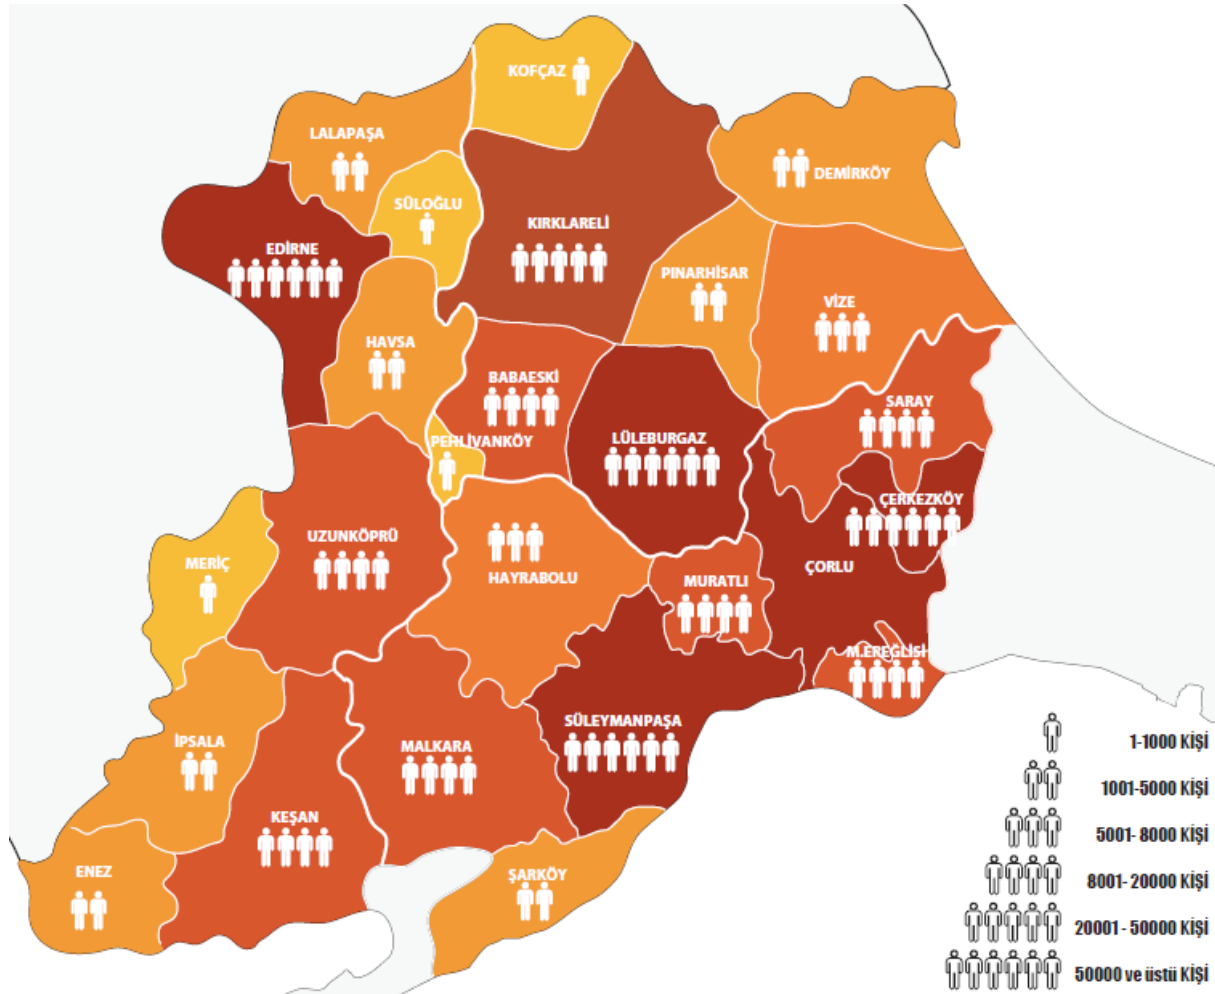 KOFÇAZ
LALAPAŞA
DEMİRKÖY
SÜLOĞLU
KIRKLARELİ
EDİRNE
PINARHİSAR
VİZE
HAVSA
BABAESKİ
SARAY
PEHLİVANKÖY
LÜLEBURGAZ
ÇERKEZKÖY
UZUNKÖPRÜ
MERİÇ
HAYRABOLU
MURATLI
ÇORLU
M.EREĞLİSİ
SÜLEYMANPAŞA
İPSALA
MALKARA
KEŞAN
ENEZ
ŞARKÖY
1-1000 KİŞİ
1001-5000 KİŞİ
5001- 8000 KİŞİ
8001- 20000 KİŞİ
20001 - 50000 KİŞİ
50000 ve üstü KİŞİ